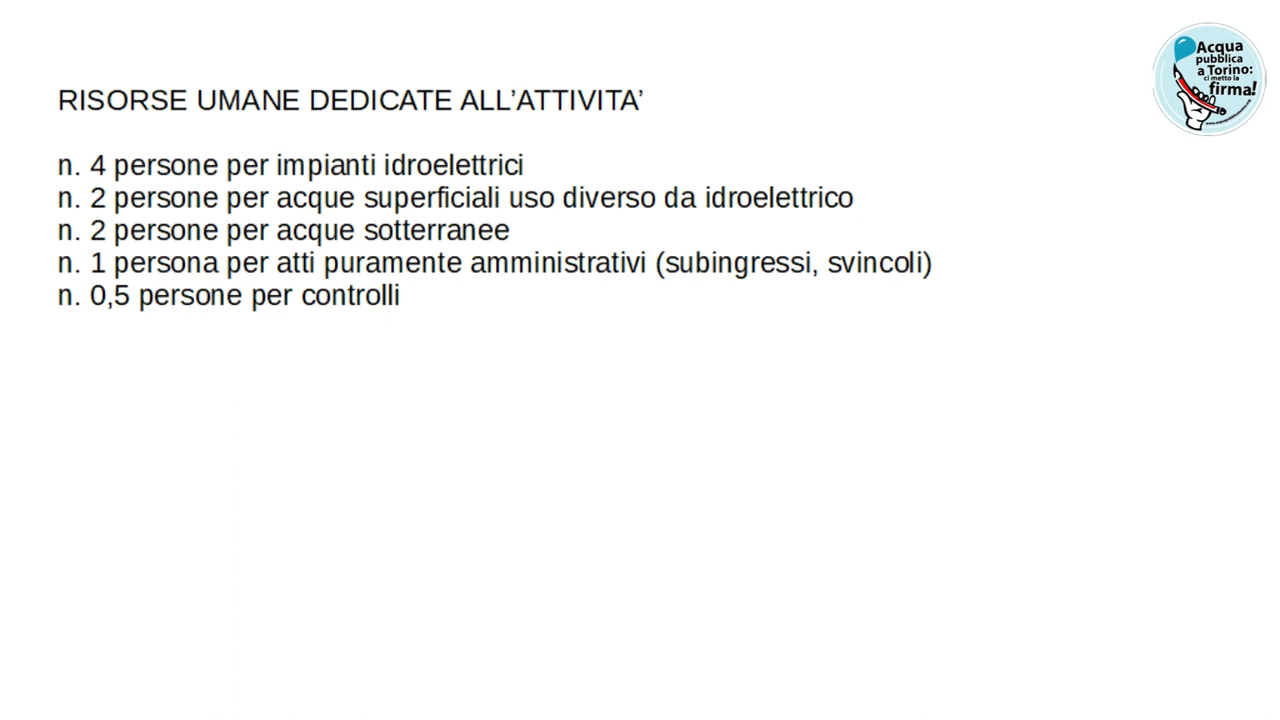 Acqua
pubblica
a Torino:
ci metto la
firma!
RISORSE UMANE DEDICATE ALL’ATTIVITA’
n. 4 persone per impianti idroelettrici
n. 2 persone per acque superficiali uso diverso da idroelettrico
n. 2 persone per acque sotterranee
n. 1 persona per atti puramente amministrativi (subingressi, svincoli)
n. 0,5 persone per controlli